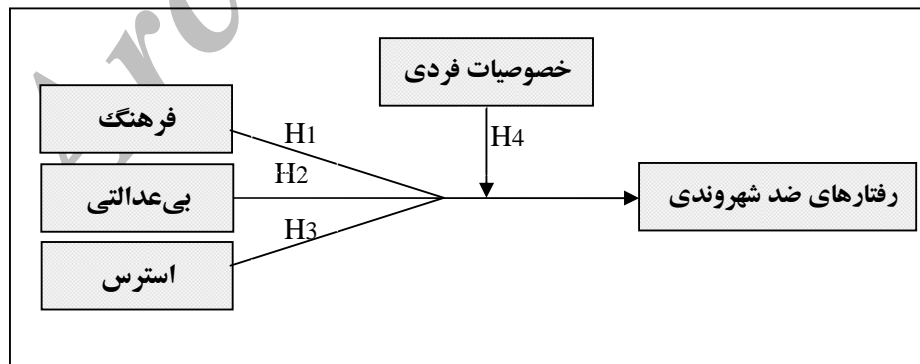 خصوصیات فردی
فرهنگ
H1
H4
بی‌عدالتی
H2
رفتارهای ضد شهروندی
H3
استرس